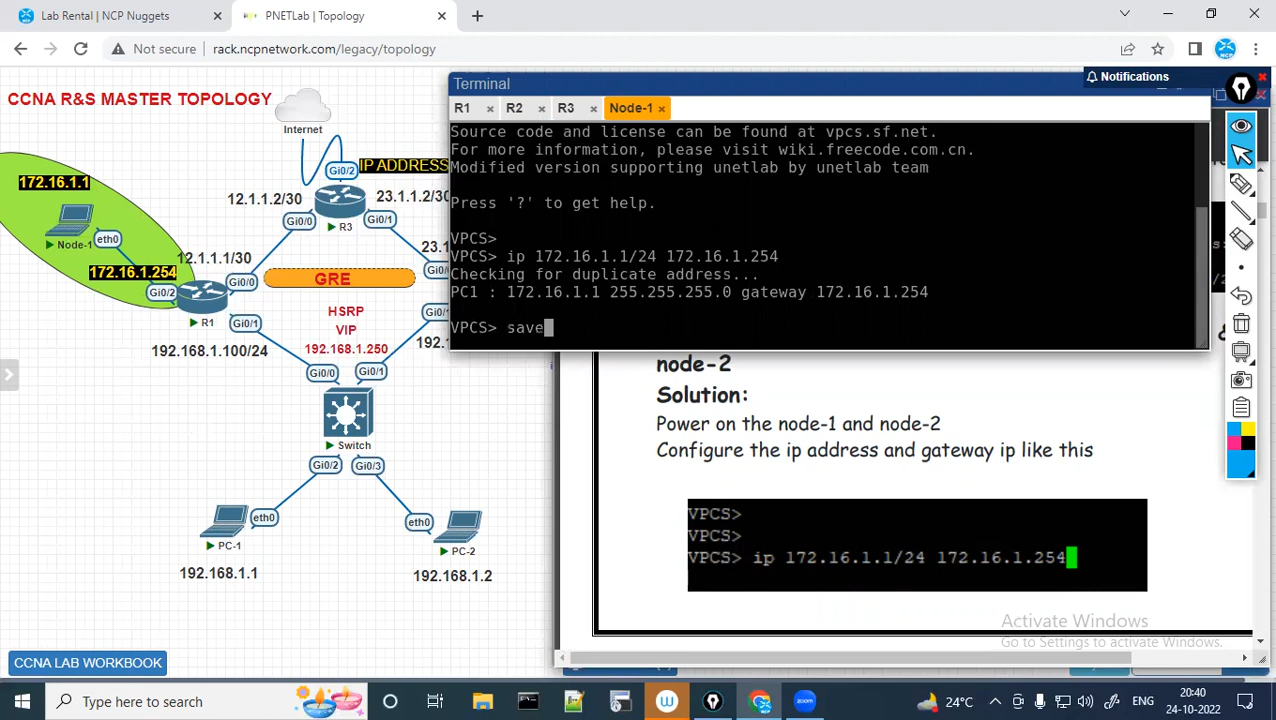 Lab Rental | NCP Nuggets
PNETLab | Topology
Not secure
rack.ncpnetwork.com/legacy/topology
Notifications
CCNA R&S MASTER TOPOLOGY
Internet
Gi0/2
IP ADDRESS
172.16.1.1
12.1.1.2/30
23.1.1.2/30
Gi0/0
Gi0/1
R3
Node-1
eth0
12.1.1.1/30
23.1
172.16.1.254
Gi0/2
Gi0/0
GRE
Gi0/
R1
Gi0/1
HSRP
VIP
192.168.1.250
Gi0/
192.168.1.100/24
192.
Gi0/0
Gi0/1
Switch
Gi0/2
Gi0/3
eth0
eth0
PC-1
PC-2
192.168.1.1
192.168.1.2
CCNA LAB WORKBOOK
Terminal
R1
R2
R3
Node-1
Source code and license can be found at vpcs.sf.net.
For more information, please visit wiki.freecode.com.cn.
Modified version supporting unetlab by unetlab team
Press '?' to get help.
VPCS>
VPCS> ip 172.16.1.1/24 172.16.1.254
Checking for duplicate address...
PC1 : 172.16.1.1 255.255.255.0 gateway 172.16.1.254
VPCS> save
node-2
Solution:
Power on the node-1 and node-2
Configure the ip address and gateway ip like this
VPCS>
VPCS>
VPCS> ip 172.16.1.1/24 172.16.1.254
Activate Windows
Go to Settings to activate Windows.
Type here to search
24°C
ENG
20:40
24-10-2022